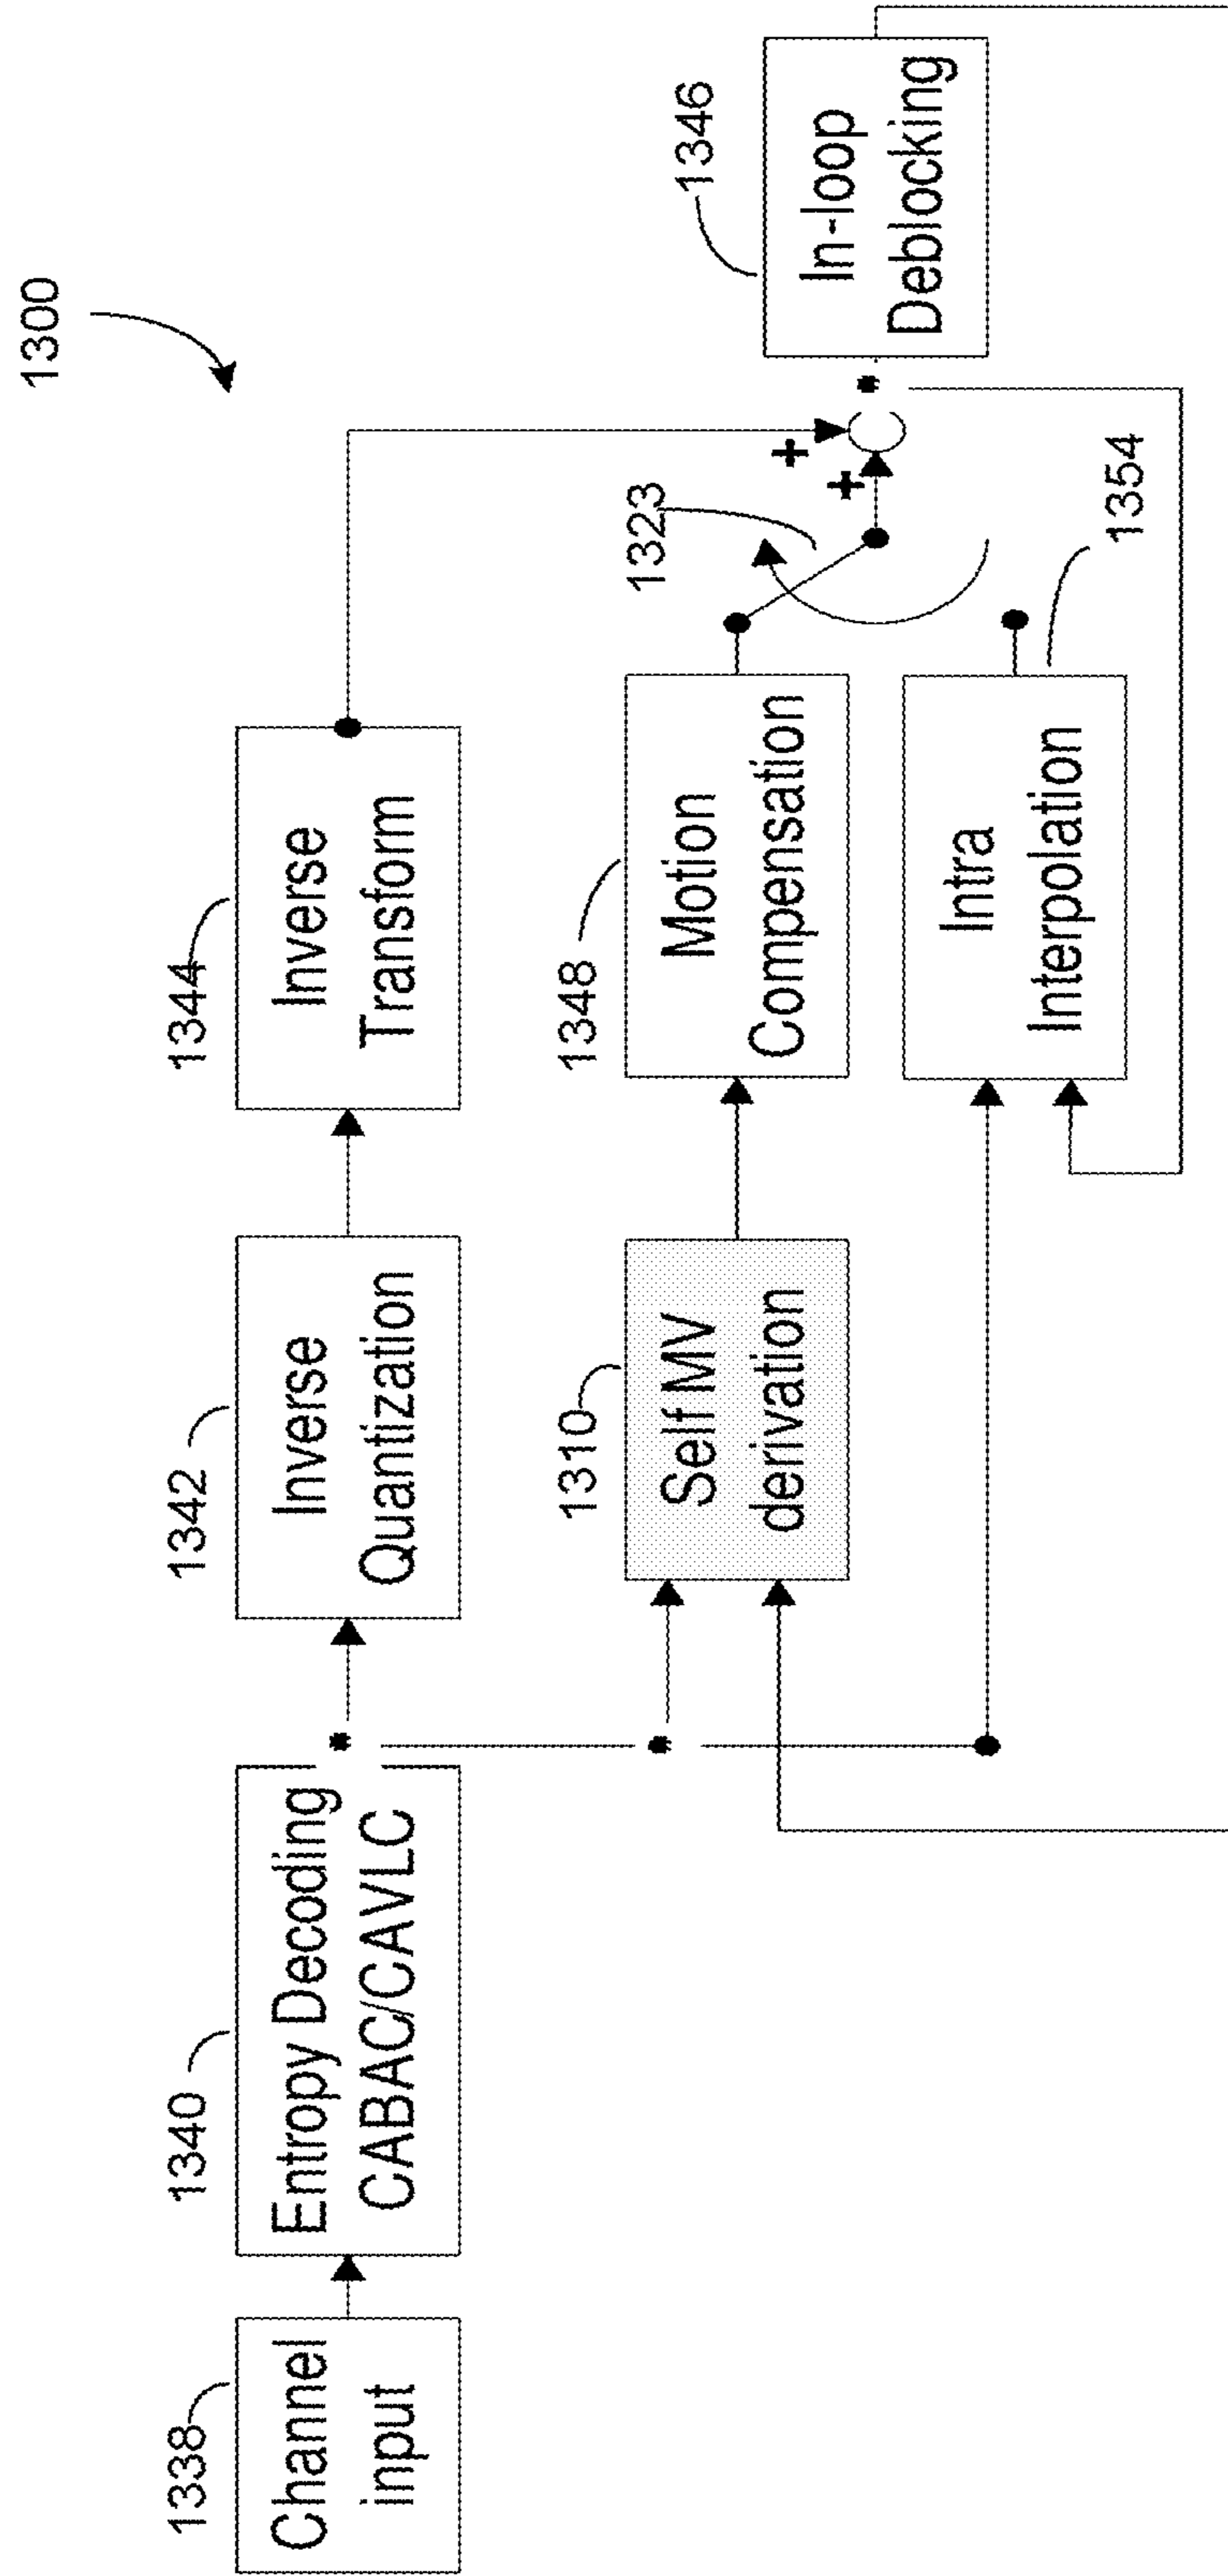 1300
1338
Channel
input
1340
Entropy Decoding
CABAC/CAVLC
1342
Inverse
Quantization
1344
Inverse
Transform
1310
Self MV
derivation
1348
Motion
Compensation
1323
+
+
1346
In-loop
Deblocking
Intra
Interpolation
1354